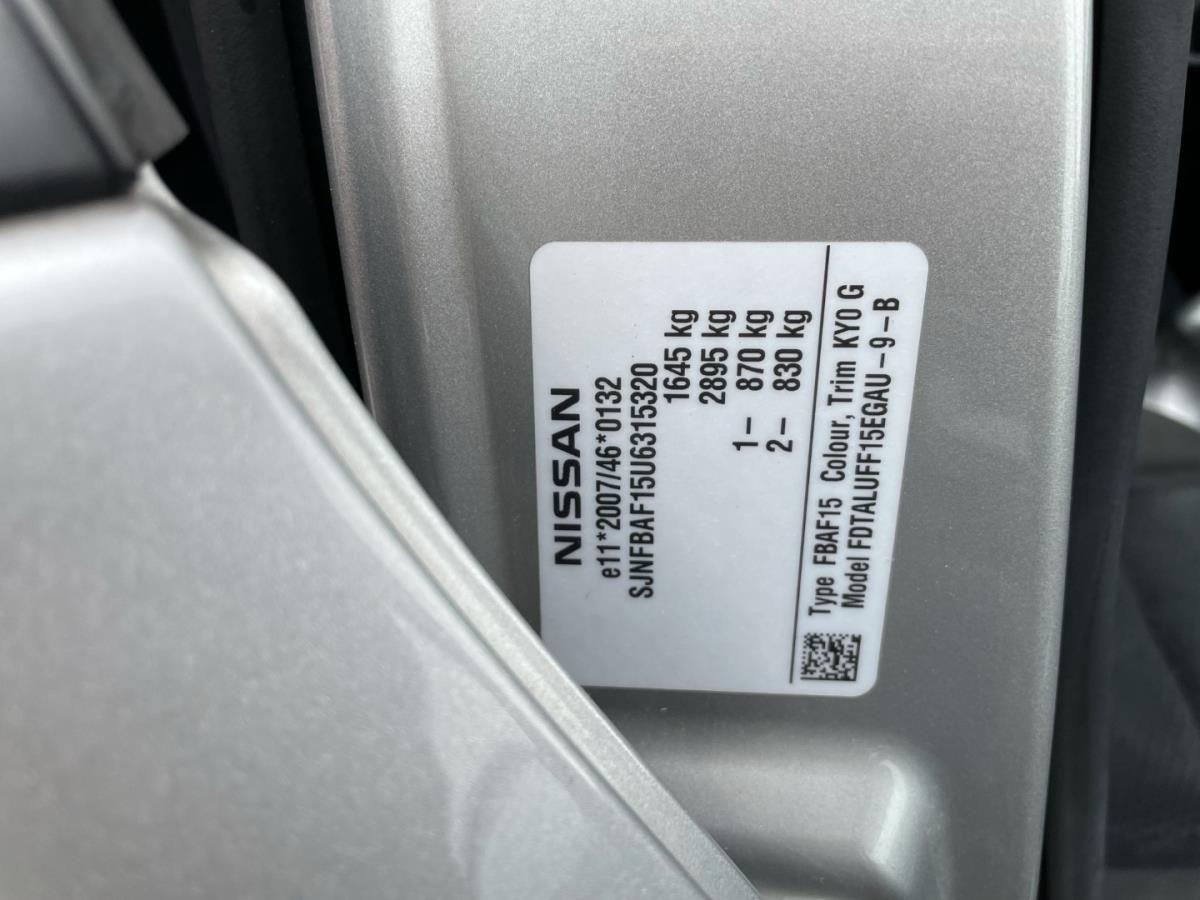 NISSAN
e11*2007/46*0132
SJNFBAF15U6315320
1645 kg
2895 kg
1- 870 kg
2- 830 kg
Type FBAF15 Colour, Trim KY0 G
Model FDTALUFF15EGAU-9-B